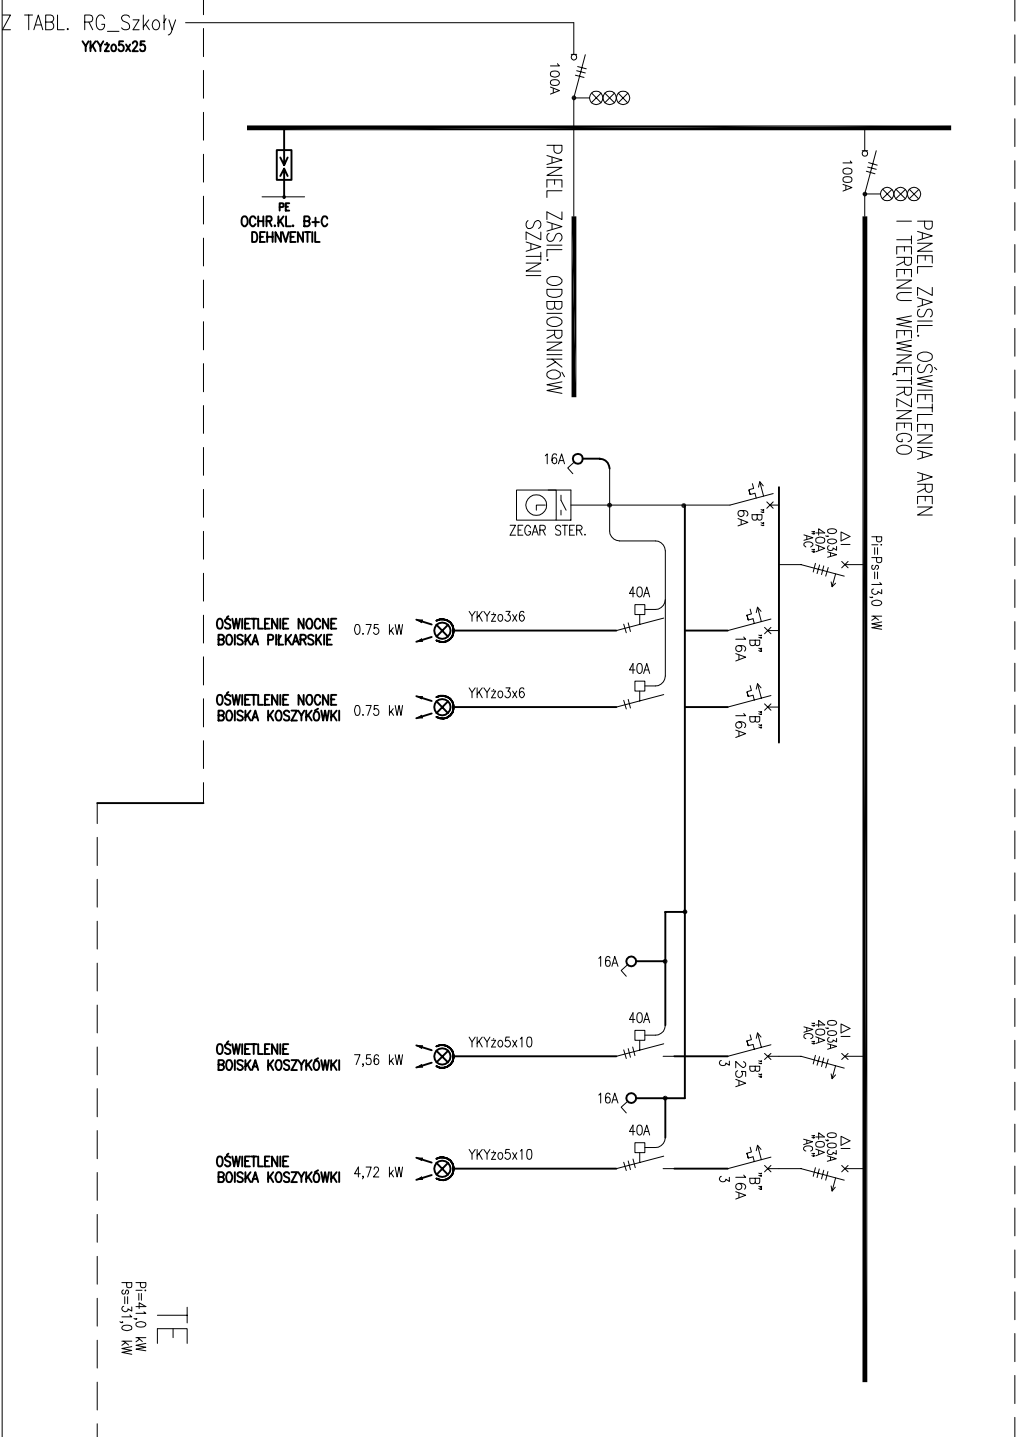 Z TABL. RG_Szkoły
YKYżo5x25
100A
100A
PE
OCHR.KL. B+C
DEHNVENTIL
PANEL ZASIL. ODBIORNIKÓW
SZATNI
PANEL ZASIL. OŚWIETLENIA AREN
I TERENU WEWNĘTRZNEGO
Pi=Ps=13,0 kW
16A
ZEGAR STER.
"B"
6A
ΔI
0,03A
40A
"AC"
OŚWIETLENIE NOCNE
BOISKA PIŁKARSKIE
0.75 kW
YKYżo3x6
40A
"B"
16A
OŚWIETLENIE NOCNE
BOISKA KOSZYKÓWKI
0.75 kW
YKYżo3x6
40A
"B"
16A
16A
OŚWIETLENIE
BOISKA KOSZYKÓWKI
7,56 kW
YKYżo5x10
40A
"B"
25A
3
ΔI
0,03A
40A
"AC"
16A
OŚWIETLENIE
BOISKA KOSZYKÓWKI
4,72 kW
YKYżo5x10
40A
"B"
16A
3
ΔI
0,03A
40A
"AC"
TE
Pi=41,0 kW
Ps=31,0 kW